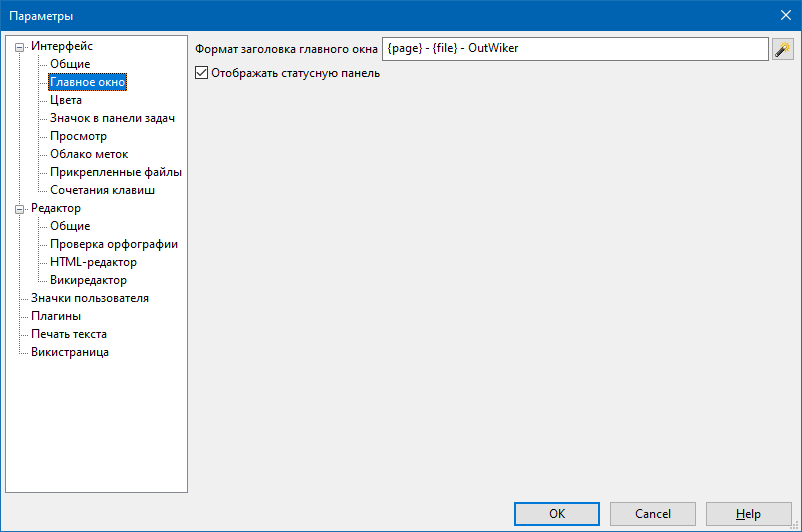 Параметры
Интерфейс
Общие
Главное окно
Цвета
Значок в панели задач
Просмотр
Облако меток
Прикрепленные файлы
Сочетания клавиш
Редактор
Общие
Проверка орфографии
HTML-редактор
Викиредактор
Значки пользователя
Плагины
Печать текста
Викистраница
Формат заголовка главного окна {page} - {file} - OutWiker
Отображать статусную панель
OK Cancel Help